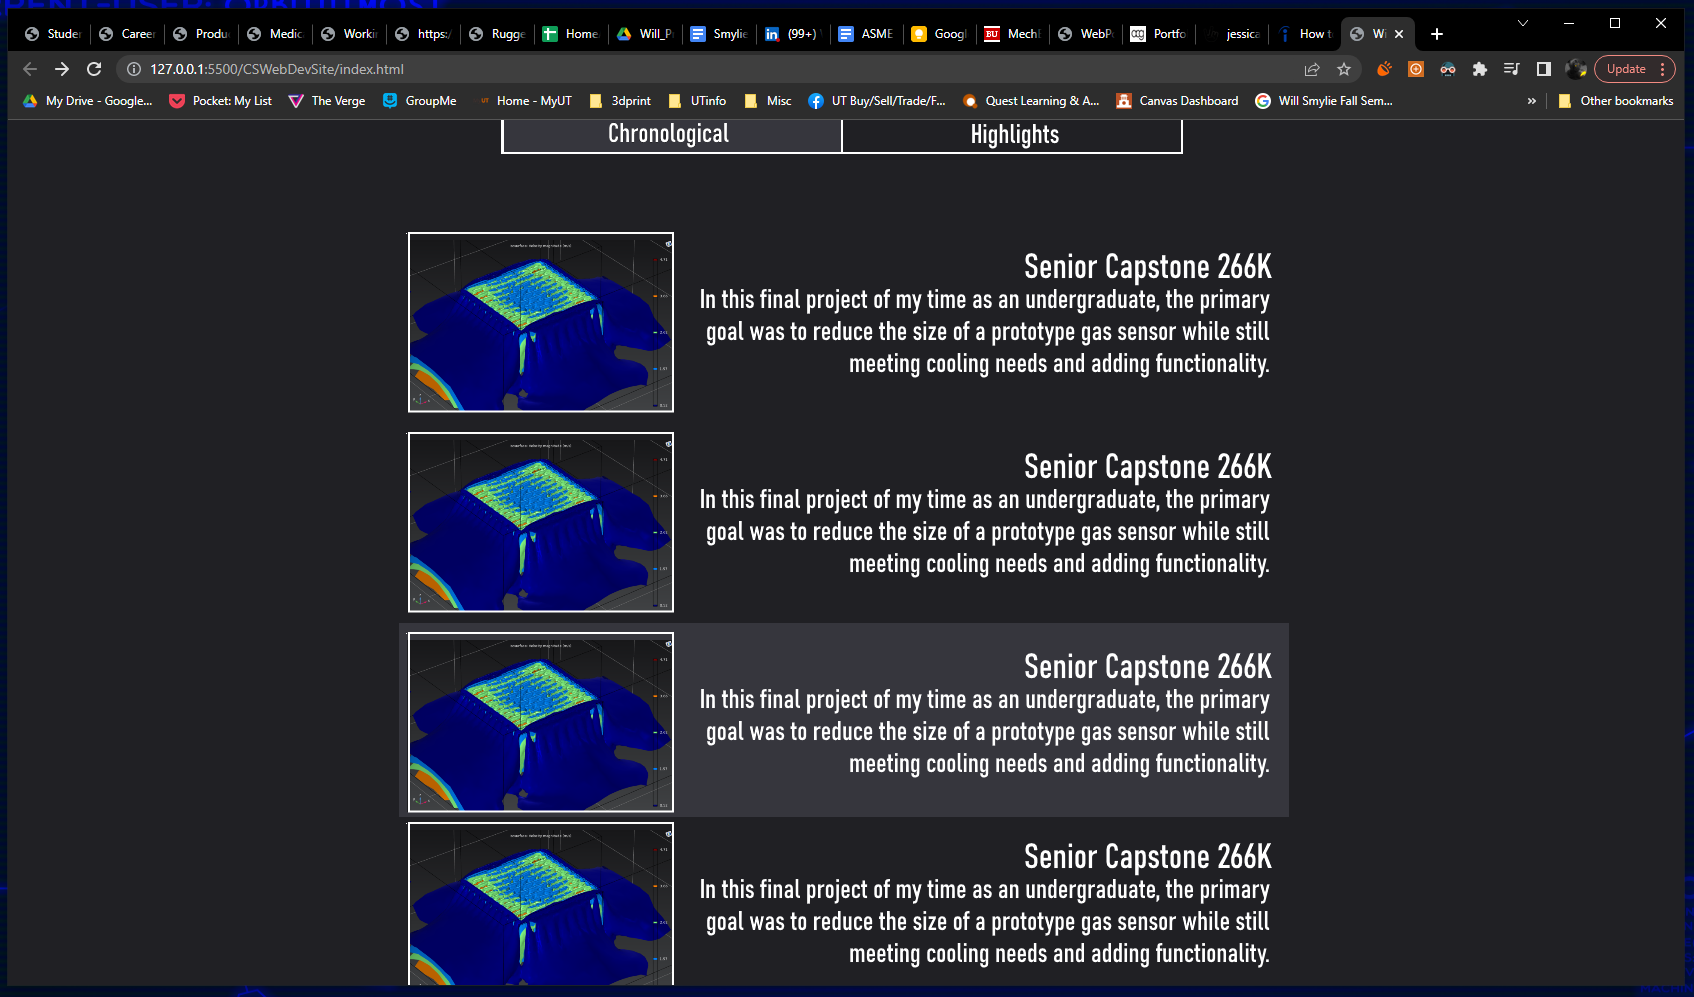 Studer
Career
Produ
Medic
Workin
https:/
Rugge
Home
Will_P
Smylie
(99+)
ASME
Googl
MechE
WebPo
Portfo
jessica
How t
Wi
127.0.0.1:5500/CSWebDevSite/index.html
Update
My Drive - Google...
Pocket: My List
The Verge
GroupMe
Home - MyUT
3dprint
UTinfo
Misc
UT Buy/Sell/Trade/F...
Quest Learning & A...
Canvas Dashboard
Will Smylie Fall Sem...
»
Other bookmarks
Chronological
Highlights
Senior Capstone 266K
In this final project of my time as an undergraduate, the primary
goal was to reduce the size of a prototype gas sensor while still
meeting cooling needs and adding functionality.
Senior Capstone 266K
In this final project of my time as an undergraduate, the primary
goal was to reduce the size of a prototype gas sensor while still
meeting cooling needs and adding functionality.
Senior Capstone 266K
In this final project of my time as an undergraduate, the primary
goal was to reduce the size of a prototype gas sensor while still
meeting cooling needs and adding functionality.
Senior Capstone 266K
In this final project of my time as an undergraduate, the primary
goal was to reduce the size of a prototype gas sensor while still
meeting cooling needs and adding functionality.